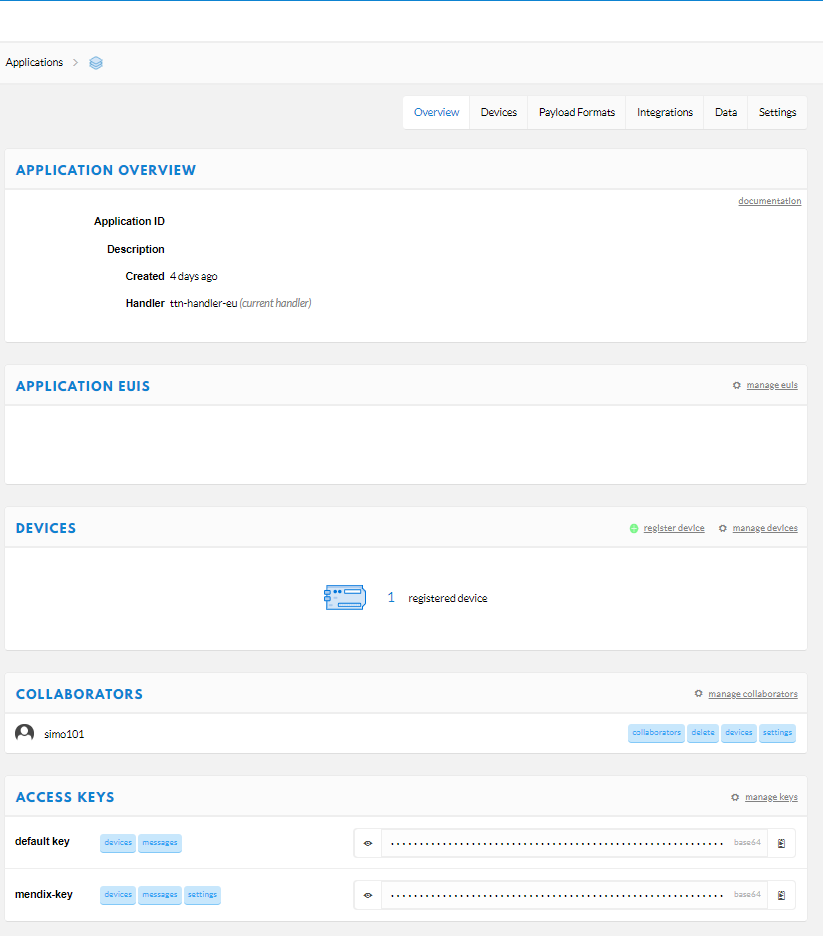 Applications >
Overview Devices Payload Formats Integrations Data Settings
APPLICATION OVERVIEW
documentation
Application ID
Description
Created 4 days ago
Handler ttn-handler-eu (current handler)
APPLICATION EUIS
manage euis
DEVICES
register device manage devices
1 registered device
COLLABORATORS
manage collaborators
simo101
collaborators delete devices settings
ACCESS KEYS
manage keys
default key devices messages base64
mendix-key devices messages settings base64